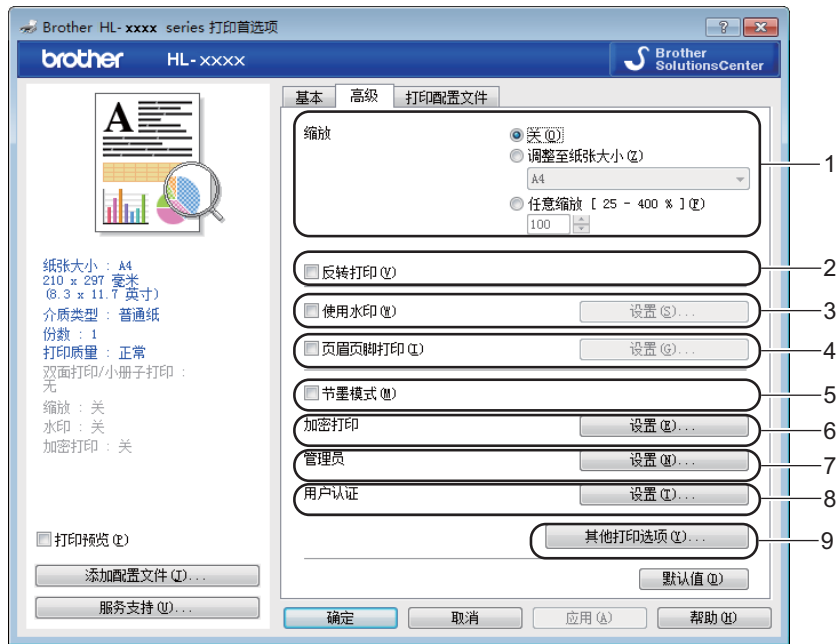 Brother HL- xxxx series 打印首选项
brother HL-xxxx
Brother
SolutionsCenter
基本 高级 打印配置文件
缩放
关(O)
调整至纸张大小(Z)
A4
任意缩放 [ 25 - 400 % ](F)
100
1
反转打印(V)
2
使用水印(W) 设置(S)...
3
页眉页脚打印(I) 设置(G)...
4
节墨模式(M)
5
加密打印 设置(E)...
6
管理员 设置(N)...
7
用户认证 设置(T)...
8
其他打印选项(Y)...
9
默认值(D)
A
纸张大小 : A4
210 x 297 毫米
(8.3 x 11.7 英寸)
介质类型 : 普通纸
份数 : 1
打印质量 : 正常
双面打印/小册子打印 :
无
缩放 : 关
水印 : 关
加密打印 : 关
打印预览(P)
添加配置文件(J)...
服务支持(U)...
确定 取消 应用(A) 帮助(H)